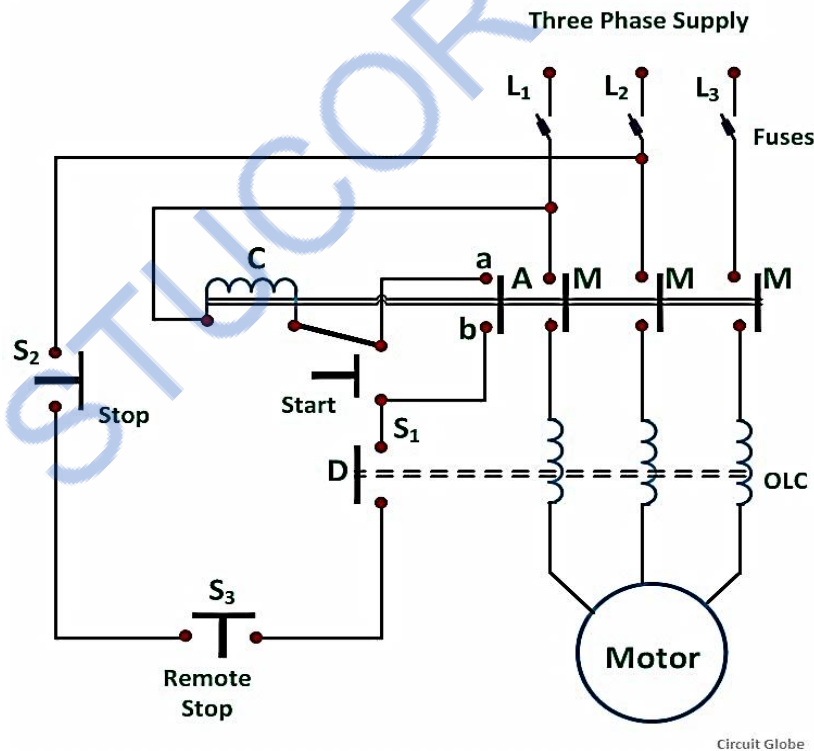 Three Phase Supply
L1 L2 L3
Fuses
C a A M M M
b
S2
Stop
Start
S1
D
OLC
S3
Remote
Stop
Motor
Circuit Globe
STUCOR